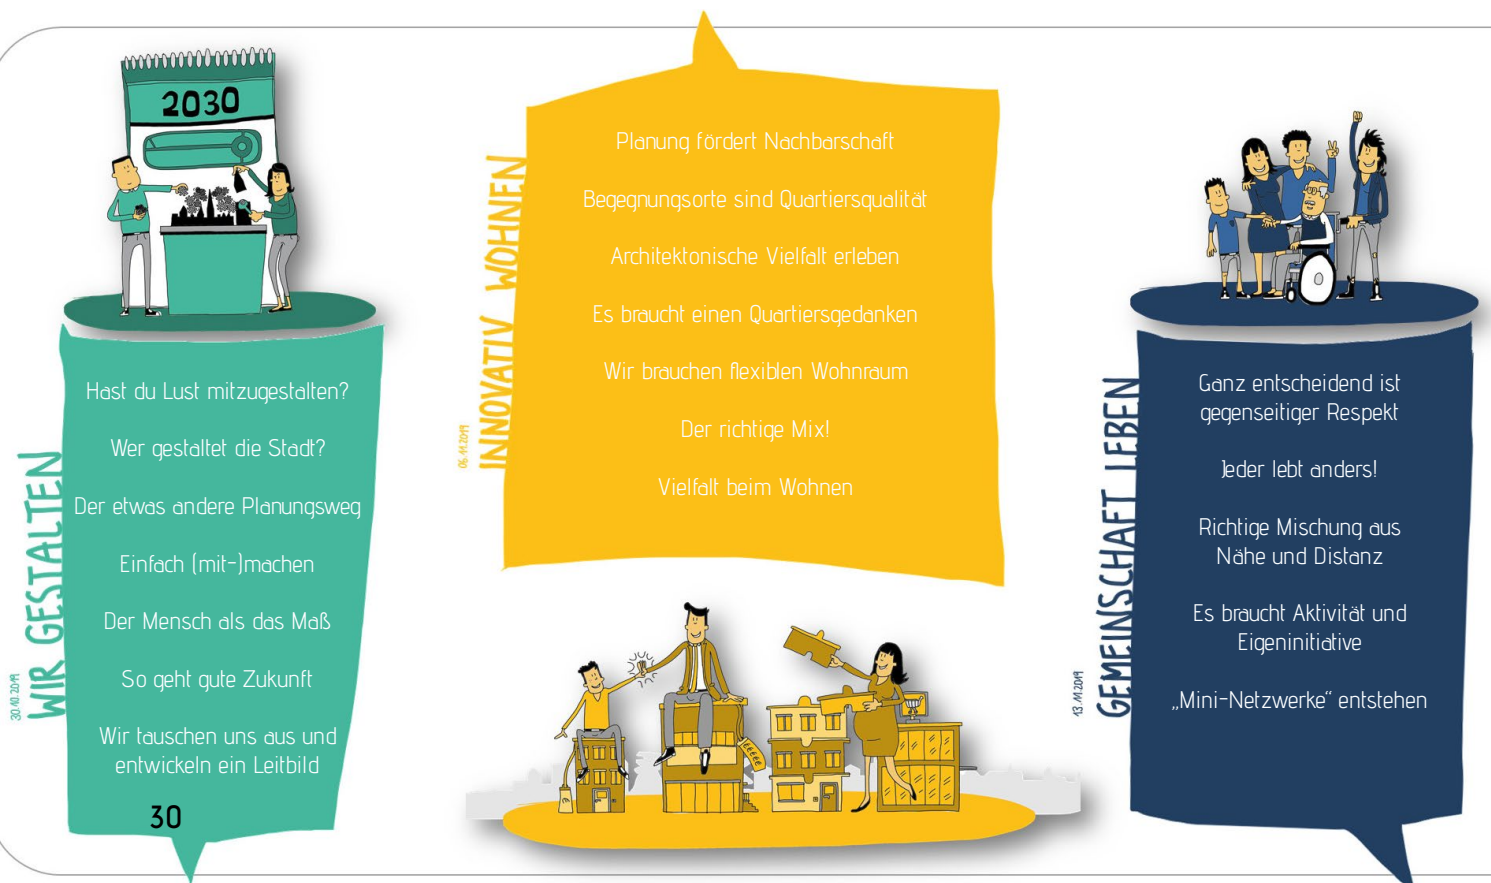 2030
30.10.2019
WIR GESTALTEN
Hast du Lust mitzugestalten?
Wer gestaltet die Stadt?
Der etwas andere Planungsweg
Einfach (mit-)machen
Der Mensch als das Maß
So geht gute Zukunft
Wir tauschen uns aus und
entwickeln ein Leitbild
30
06.11.2019
INNOVATIV WOHNEN
Planung fördert Nachbarschaft
Begegnungsorte sind Quartiersqualität
Architektonische Vielfalt erleben
Es braucht einen Quartiersgedanken
Wir brauchen flexiblen Wohnraum
Der richtige Mix!
Vielfalt beim Wohnen
13.11.2019
GEMEINSCHAFT LEBEN
Ganz entscheidend ist
gegenseitiger Respekt
Jeder lebt anders!
Richtige Mischung aus
Nähe und Distanz
Es braucht Aktivität und
Eigeninitiative
„Mini-Netzwerke“ entstehen